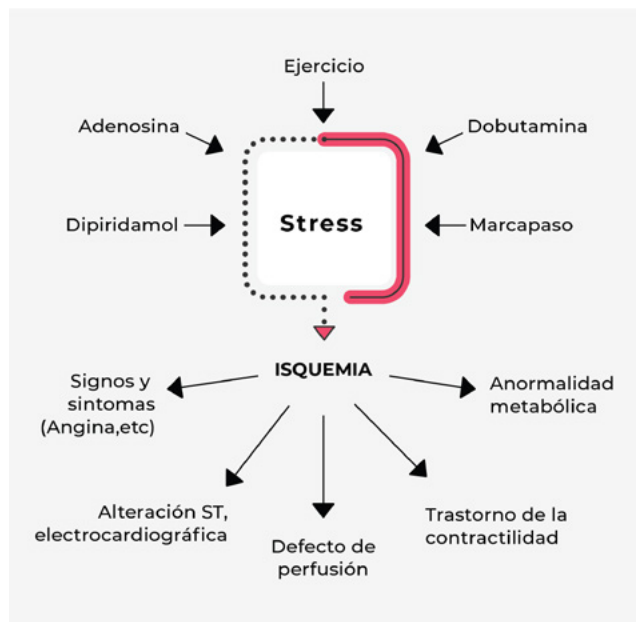 Ejercicio
Adenosina
Dobutamina
Dipiridamol
Stress
Marcapaso
ISQUEMIA
Signos y
sintomas
(Angina,etc)
Anormalidad
metabólica
Alteración ST,
electrocardiográfica
Defecto de
perfusión
Trastorno de la
contractilidad